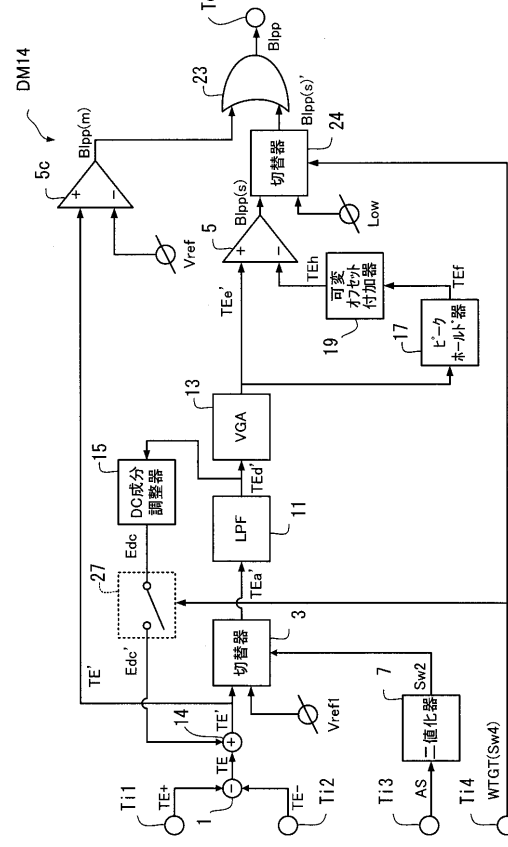 DM14
Ti1
TE+
1
Ti2
TE-
TE
14
TE'
TE'
Edc'
27
Edc
15
DC成分
調整器
切替器
3
Vref1
TEa'
LPF
11
TEd'
VGA
13
TEe'
ピーク
ホールド器
17
TEf
可変
オフセット
付加器
19
TEh
5
Blpp(s)
5c
Vref
Blpp(m)
切替器
24
Low
Blpp(s)'
23
Blpp
Ti3
AS
二値化器
7
Sw2
Ti4
WTGT(Sw4)